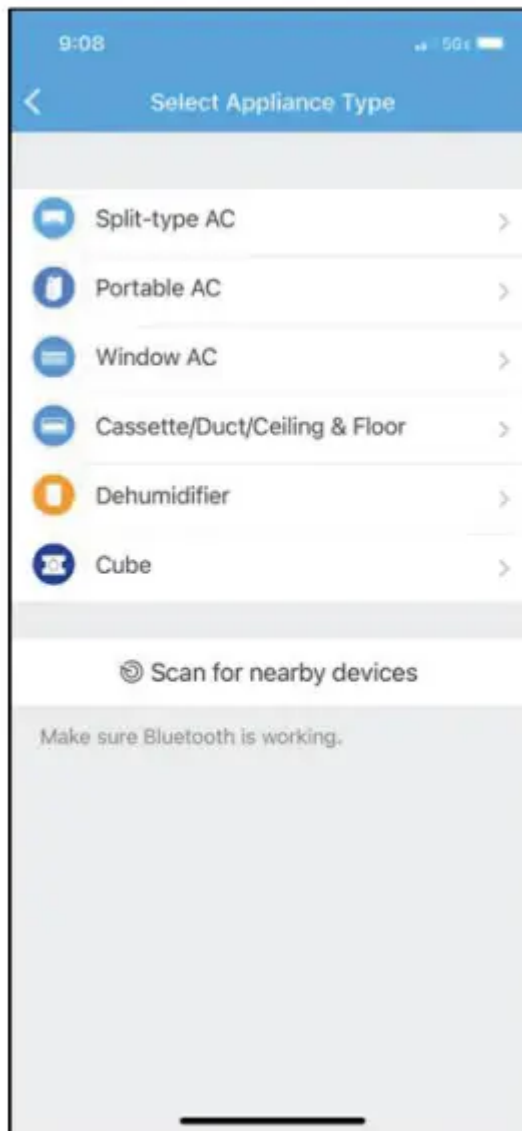 9:08
Select Appliance Type
Split-type AC
Portable AC
Window AC
Cassette/Duct/Ceiling & Floor
Dehumidifier
Cube
Scan for nearby devices
Make sure Bluetooth is working.